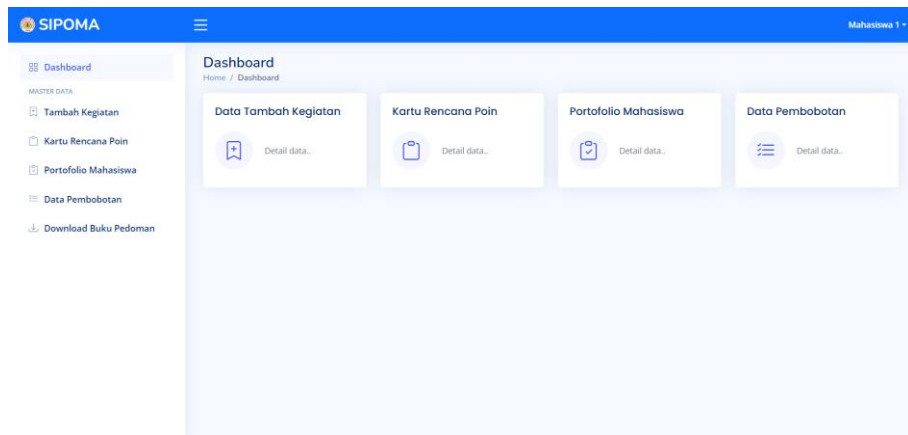 SIPOMA
Mahasiswa 1
Dashboard
MASTER DATA
Tambah Kegiatan
Kartu Rencana Poin
Portofolio Mahasiswa
Data Pembobotan
Download Buku Pedoman
Dashboard
Home / Dashboard
Data Tambah Kegiatan
Detail data..
Kartu Rencana Poin
Detail data..
Portofolio Mahasiswa
Detail data..
Data Pembobotan
Detail data..